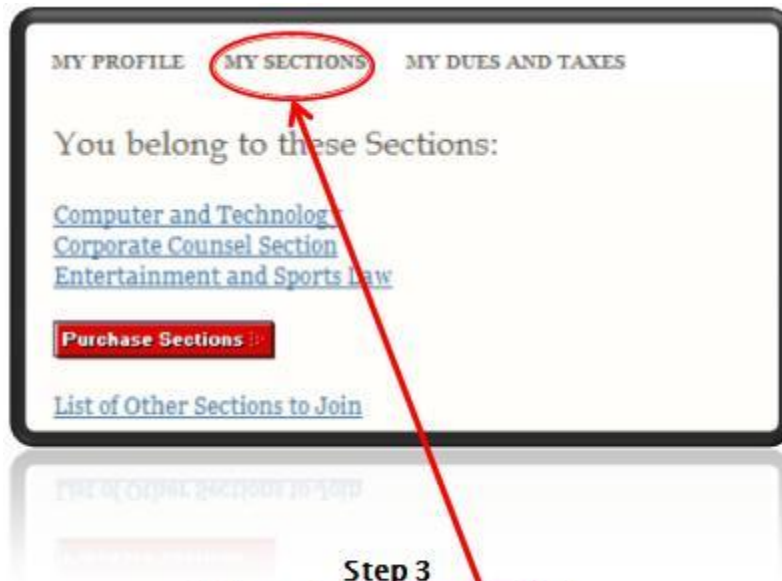 MY PROFILE MY SECTIONS MY DUES AND TAXES
You belong to these Sections:
Computer and Technology
Corporate Counsel Section
Entertainment and Sports Law
Purchase Sections
List of Other Sections to Join
Step 3